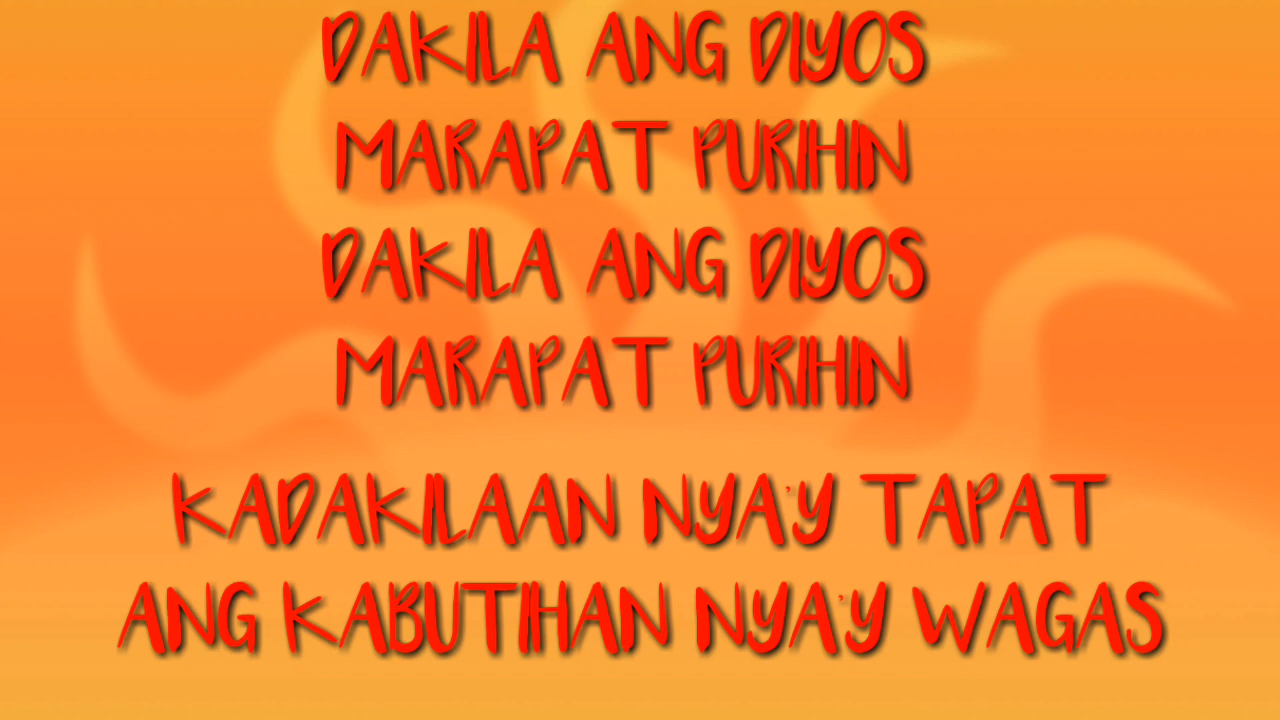 DAKILA ANG DIYOS
MARAPAT PURIHIN
DAKILA ANG DIYOS
MARAPAT PURIHIN
KADAKILAAN NYA'Y TAPAT
ANG KABUTIHAN NYA'Y WAGAS